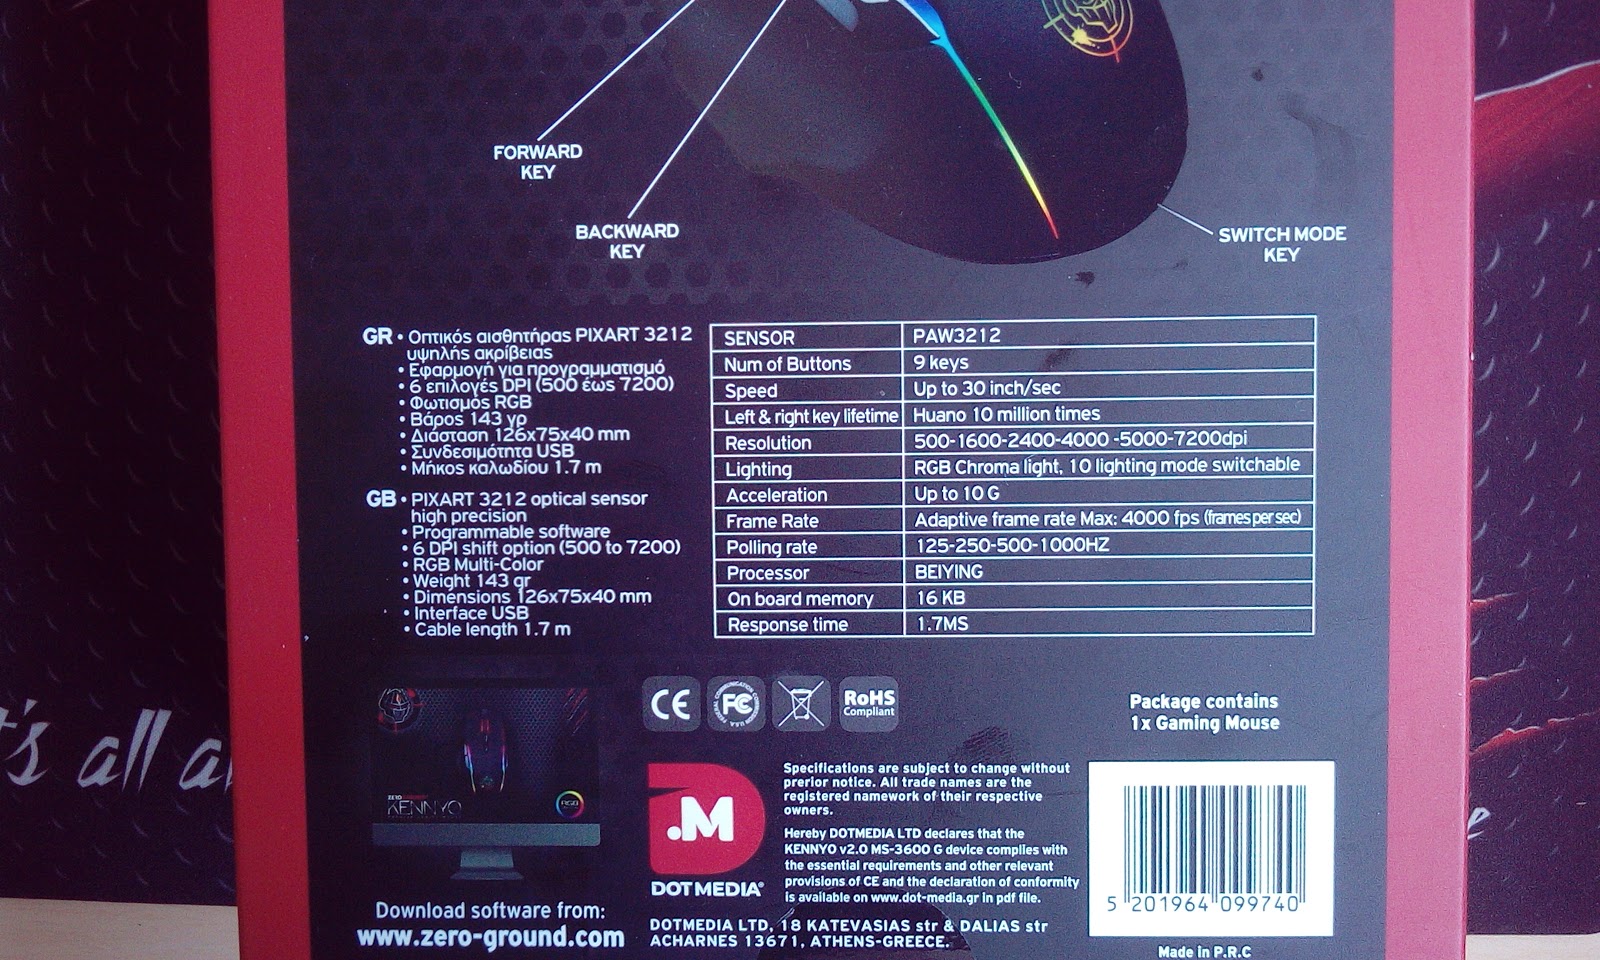 FORWARD
KEY
BACKWARD
KEY
SWITCH MODE
KEY
GR • Οπτικός αισθητήρας PIXART 3212
υψηλής ακρίβειας
• Εφαρμογή για προγραμματισμό
• 6 επιλογές DPI (500 έως 7200)
• Φωτισμός RGB
• Βάρος 143 γρ
• Διάσταση 126x75x40 mm
• Συνδεσιμότητα USB
• Μήκος καλωδίου 1.7 m
GB • PIXART 3212 optical sensor
high precision
• Programmable software
• 6 DPI shift option (500 to 7200)
• RGB Multi-Color
• Weight 143 gr
• Dimensions 126x75x40 mm
• Interface USB
• Cable length 1.7 m
SENSOR PAW3212
Num of Buttons 9 keys
Speed Up to 30 inch/sec
Left & right key lifetime Huano 10 million times
Resolution 500-1600-2400-4000 -5000-7200dpi
Lighting RGB Chroma light, 10 lighting mode switchable
Acceleration Up to 10 G
Frame Rate Adaptive frame rate Max: 4000 fps (frames per sec)
Polling rate 125-250-500-1000HZ
Processor BEIYING
On board memory 16 KB
Response time 1.7MS
CE
FC
RoHS
Compliant
Package contains
1x Gaming Mouse
's all a
e
ZERO
KENNYO
RGB
Download software from:
www.zero-ground.com
.M
DOTMEDIA®
Specifications are subject to change without
prerior notice. All trade names are the
registered namework of their respective
owners.
Hereby DOTMEDIA LTD declares that the
KENNYO v2.0 MS-3600 G device complies with
the essential requirements and other relevant
provisions of CE and the declaration of conformity
is available on www.dot-media.gr in pdf file.
DOTMEDIA LTD, 18 KATEVASIAS str & DALIAS str
ACHARNES 13671, ATHENS-GREECE.
5 201964 099740
Made in P.R.C